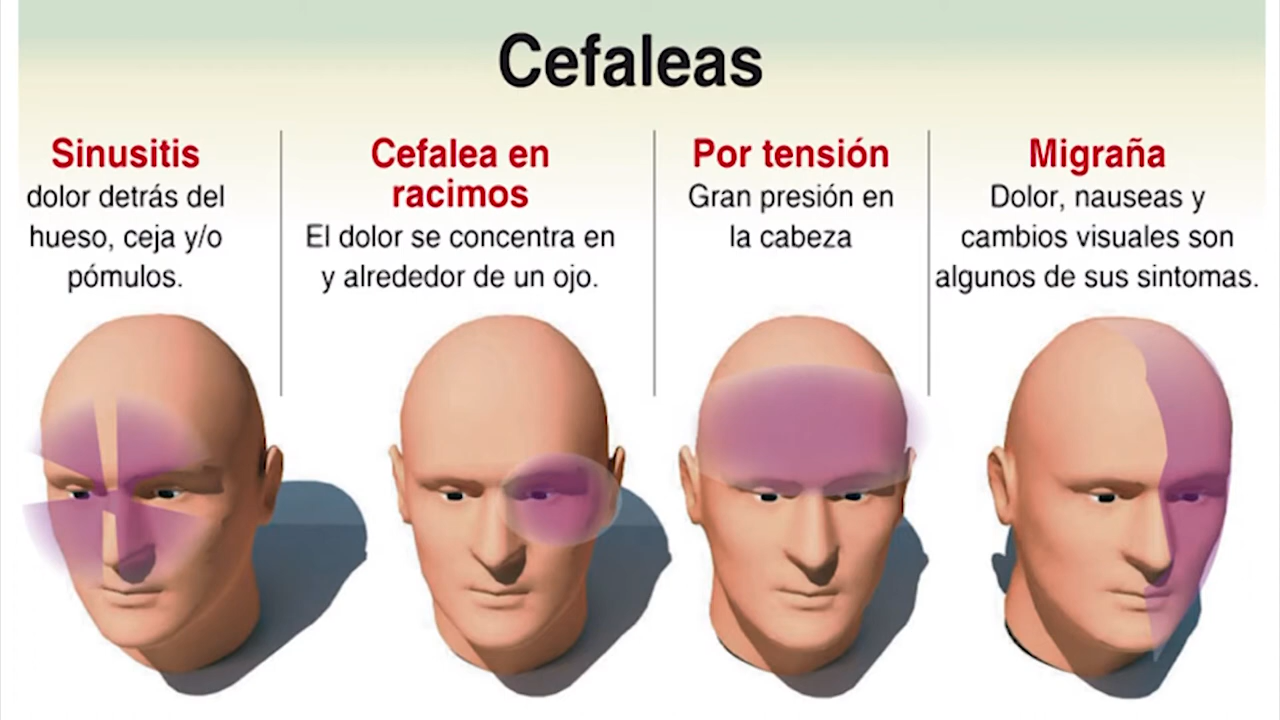 Cefaleas
Sinusitis
dolor detrás del
hueso, ceja y/o
pómulos.
Cefalea en
racimos
El dolor se concentra en
y alrededor de un ojo.
Por tensión
Gran presión en
la cabeza
Migraña
Dolor, nauseas y
cambios visuales son
algunos de sus sintomas.